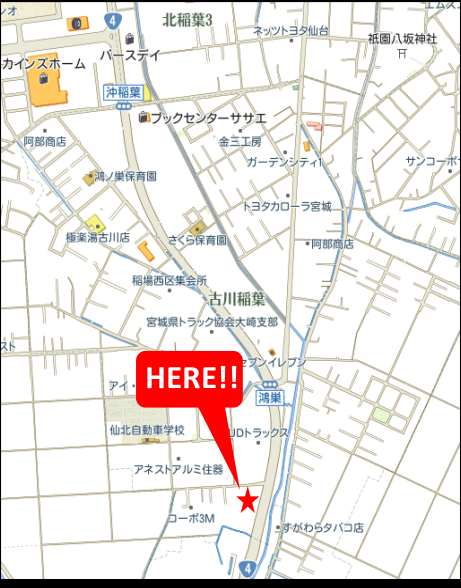 4
北稲葉3
ネッツトヨタ仙台
祇園八坂神社
バースデイ
カインズホーム
沖稲葉
ブックセンターササエ
阿部商店
金三工房
ガーデンシティ1
サンコーポ
鴻ノ巣保育園
トヨタカローラ宮城
極楽湯古川店
さくら保育園
阿部商店
稲場西区集会所
古川稲葉
宮城県トラック協会大崎支部
スト
セブンイレブン
HERE!!
アイ・
鴻巣
仙北自動車学校
UDトラックス
アネストアルミ住器
コーポ3M
すがわらタバコ店
4